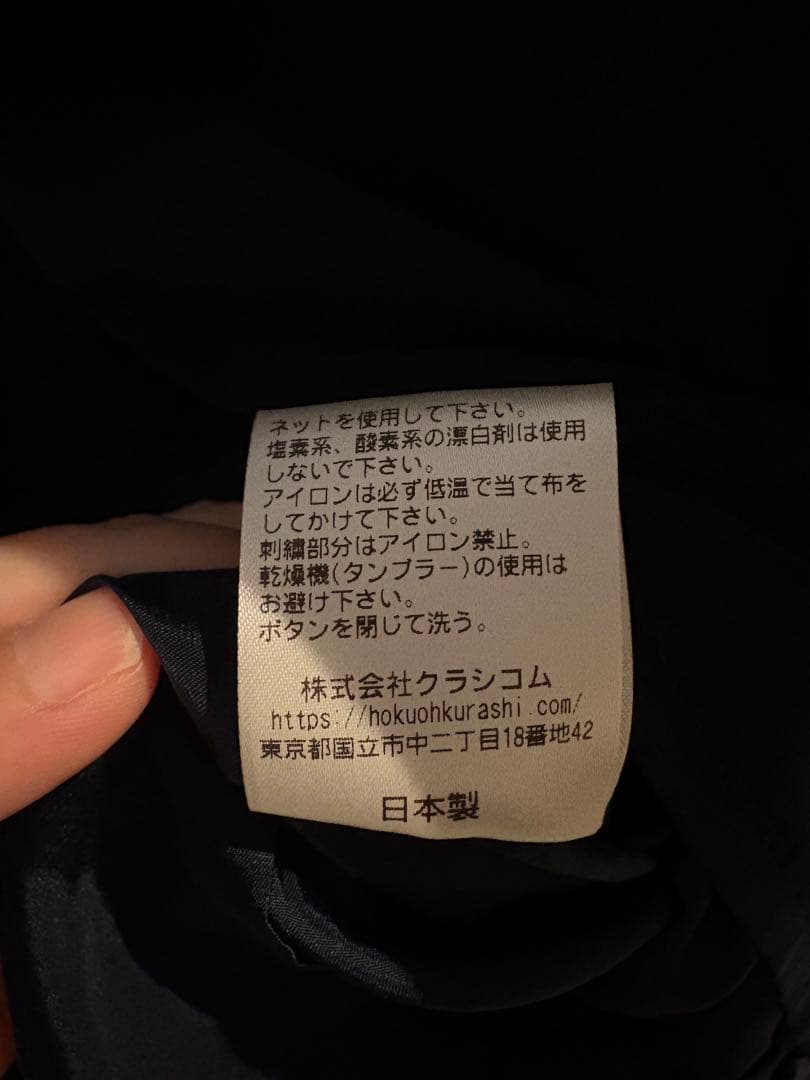 ネットを使用して下さい。
塩素系、酸素系の漂白剤は使用
しないで下さい。
アイロンは必ず低温で当て布を
してかけて下さい。
刺繍部分はアイロン禁止。
乾燥機(タンブラー)の使用は
お避け下さい。
ボタンを閉じて洗う。
株式会社クラシコム
https://hokuohkurashi.com/
東京都国立市中二丁目18番地42
日本製